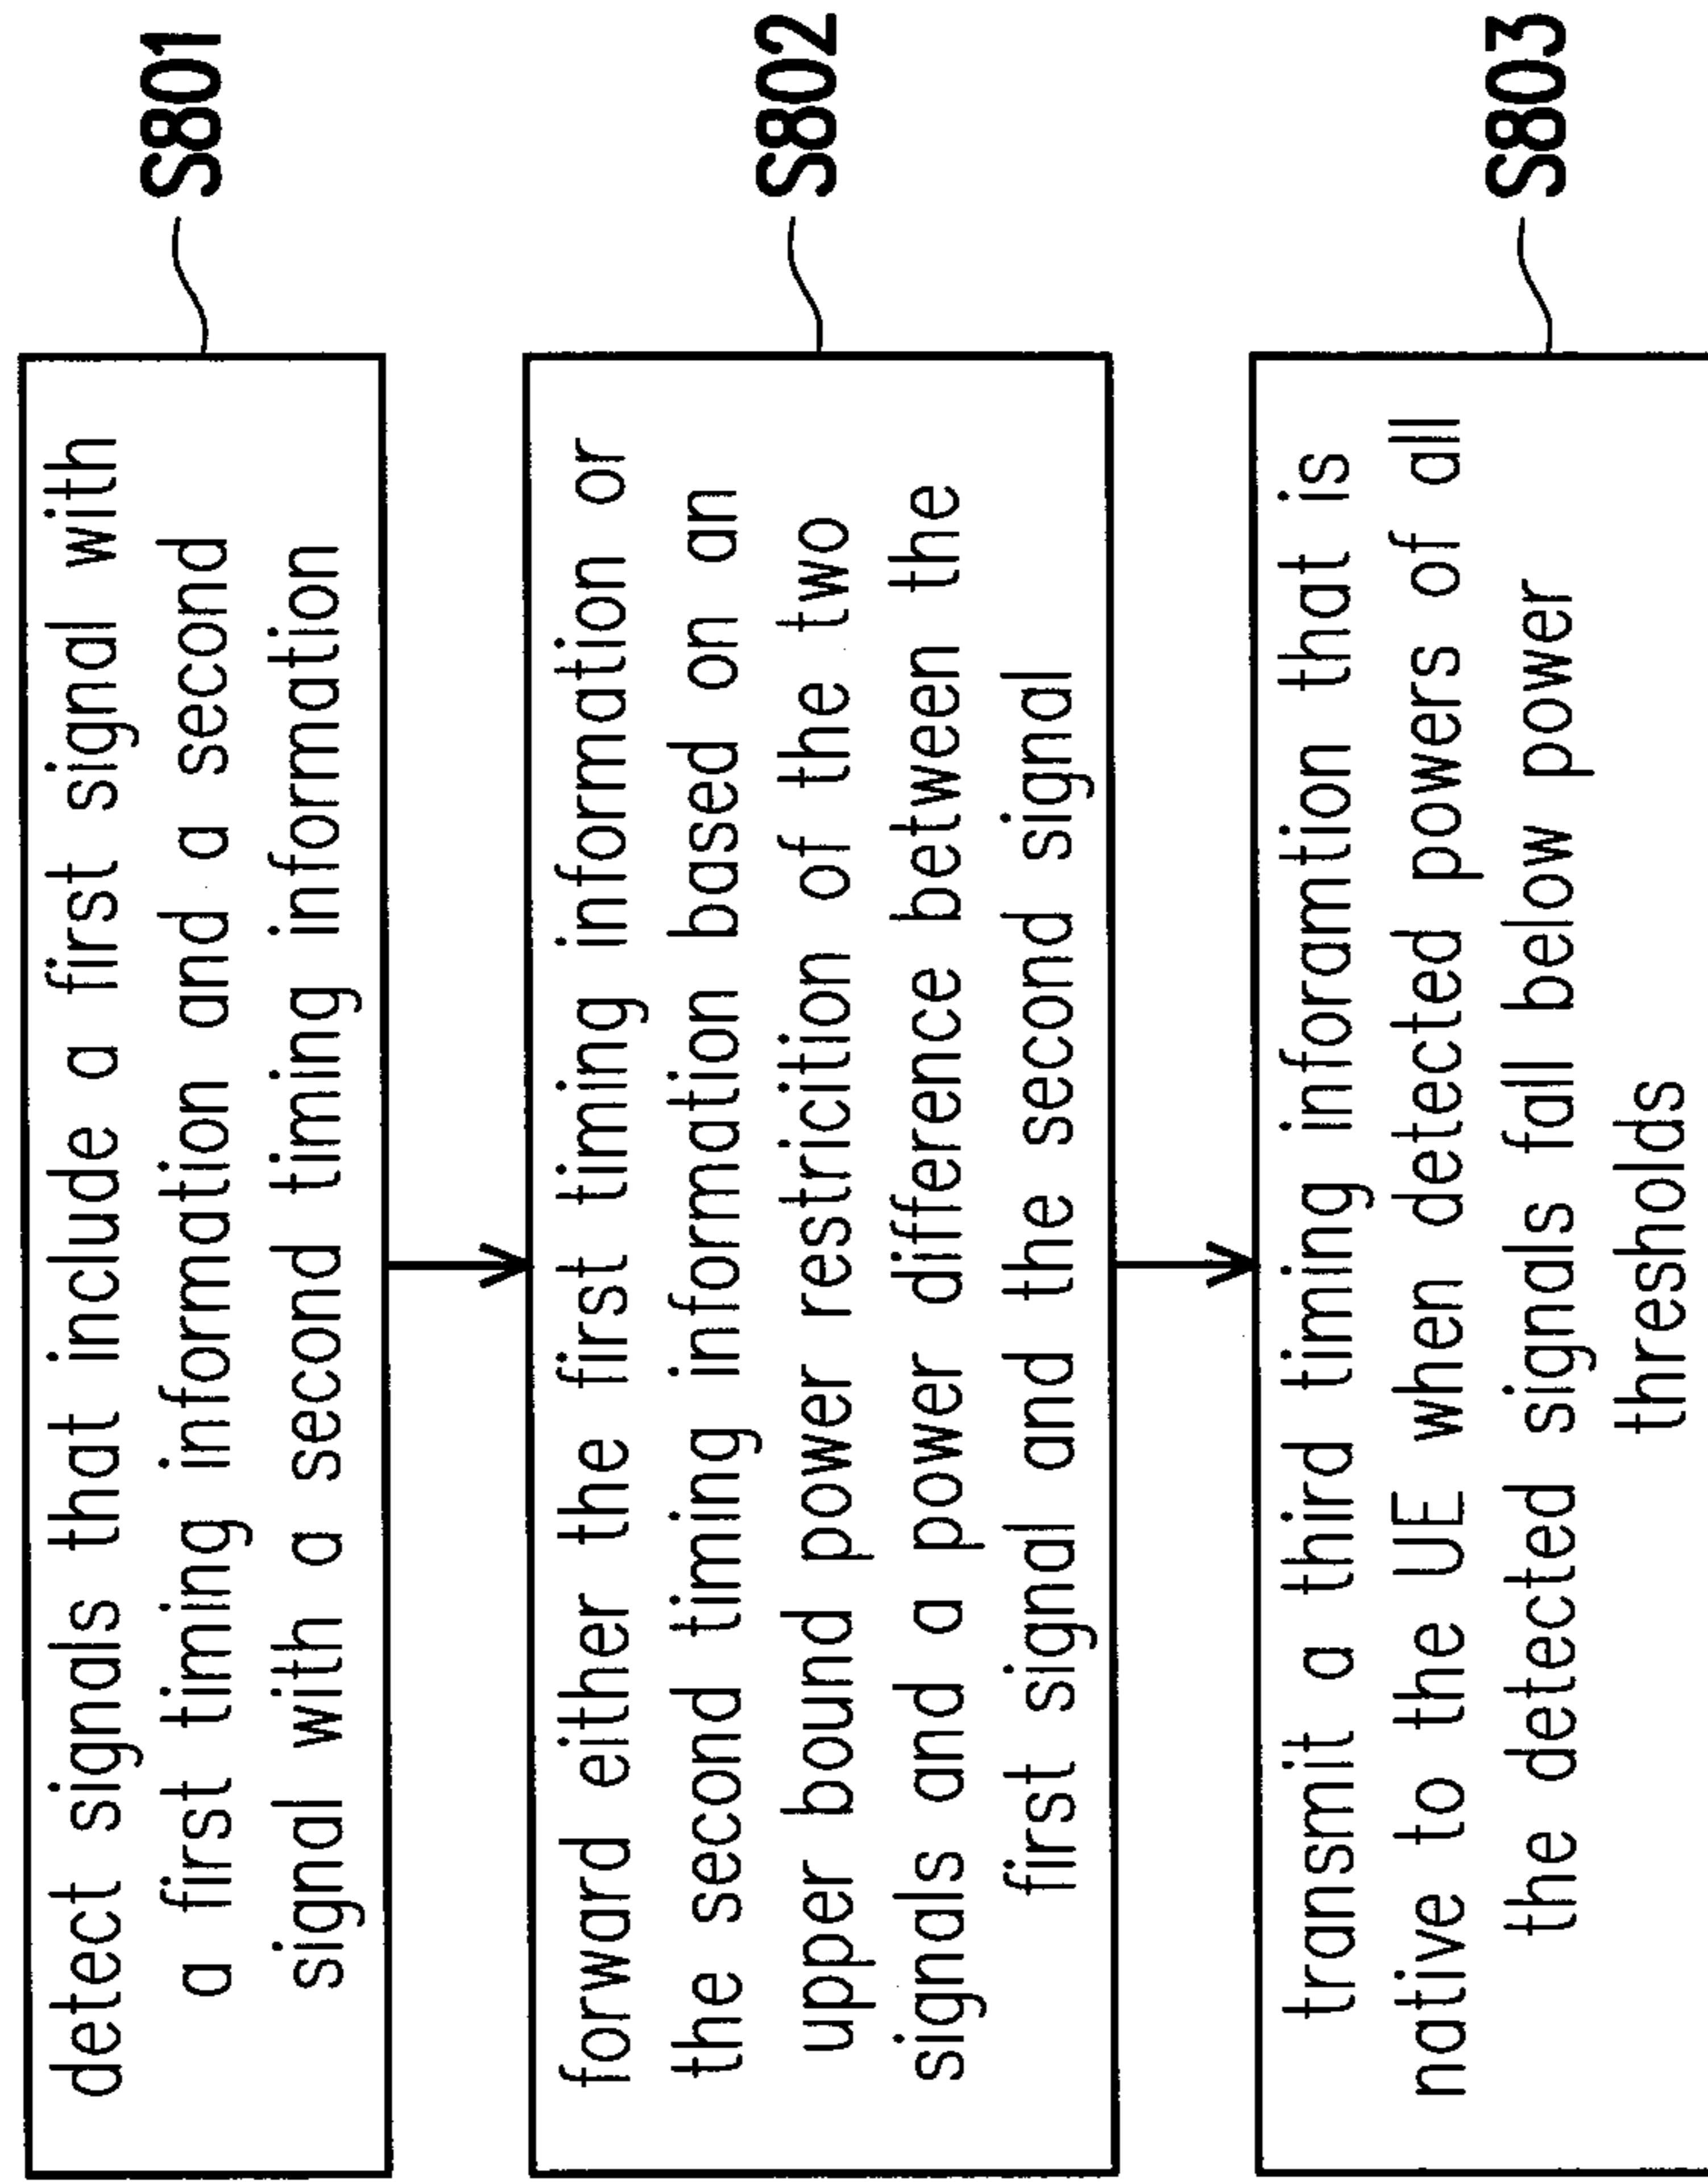 detect signals that include a first signal with
a first timing information and a second
signal with a second timing information
S801
forward either the first timing information or
the second timing information based on an
upper bound power restricition of the two
signals and a power difference between the
first signal and the second signal
S802
transmit a third timing inforamtion that is
native to the UE when detected powers of all
the detected signals fall below power
thresholds
S803